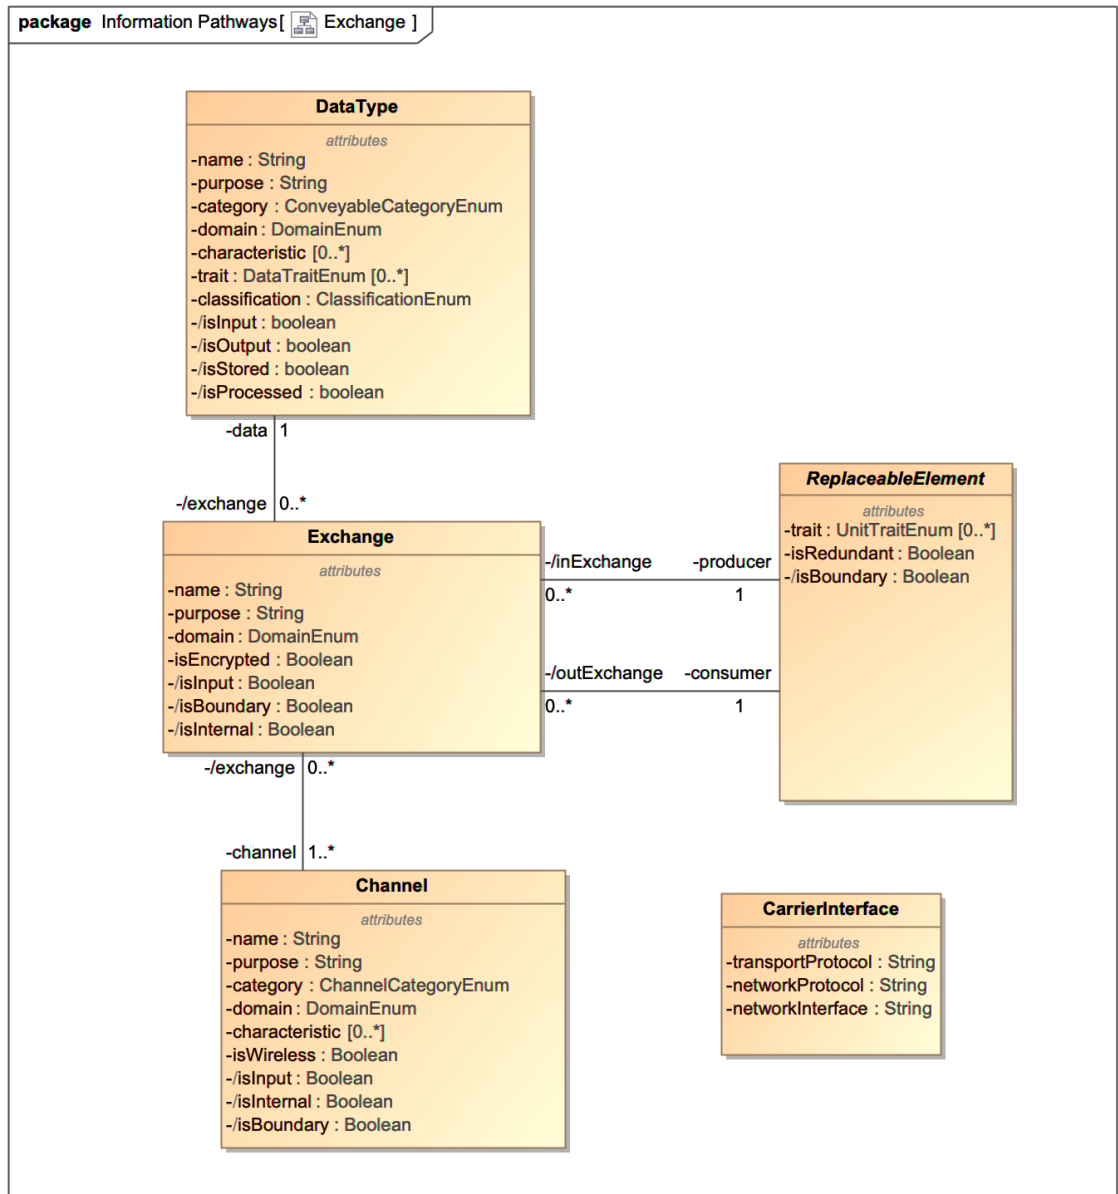 package Information Pathways[ Exchange ]
DataType
attributes
-name : String
-purpose : String
-category : ConveyableCategoryEnum
-domain : DomainEnum
-characteristic [0..*]
-trait : DataTraitEnum [0..*]
-classification : ClassificationEnum
-/isInput : boolean
-/isOutput : boolean
-/isStored : boolean
-/isProcessed : boolean
-data 1
-/exchange 0..*
Exchange
attributes
-name : String
-purpose : String
-domain : DomainEnum
-isEncrypted : Boolean
-/isInput : Boolean
-/isBoundary : Boolean
-/isInternal : Boolean
-/inExchange -producer
0..* 1
-/outExchange -consumer
0..* 1
ReplaceableElement
attributes
-trait : UnitTraitEnum [0..*]
-isRedundant : Boolean
-/isBoundary : Boolean
-/exchange 0..*
-channel 1..*
Channel
attributes
-name : String
-purpose : String
-category : ChannelCategoryEnum
-domain : DomainEnum
-characteristic [0..*]
-isWireless : Boolean
-/isInput : Boolean
-/isInternal : Boolean
-/isBoundary : Boolean
CarrierInterface
attributes
-transportProtocol : String
-networkProtocol : String
-networkInterface : String